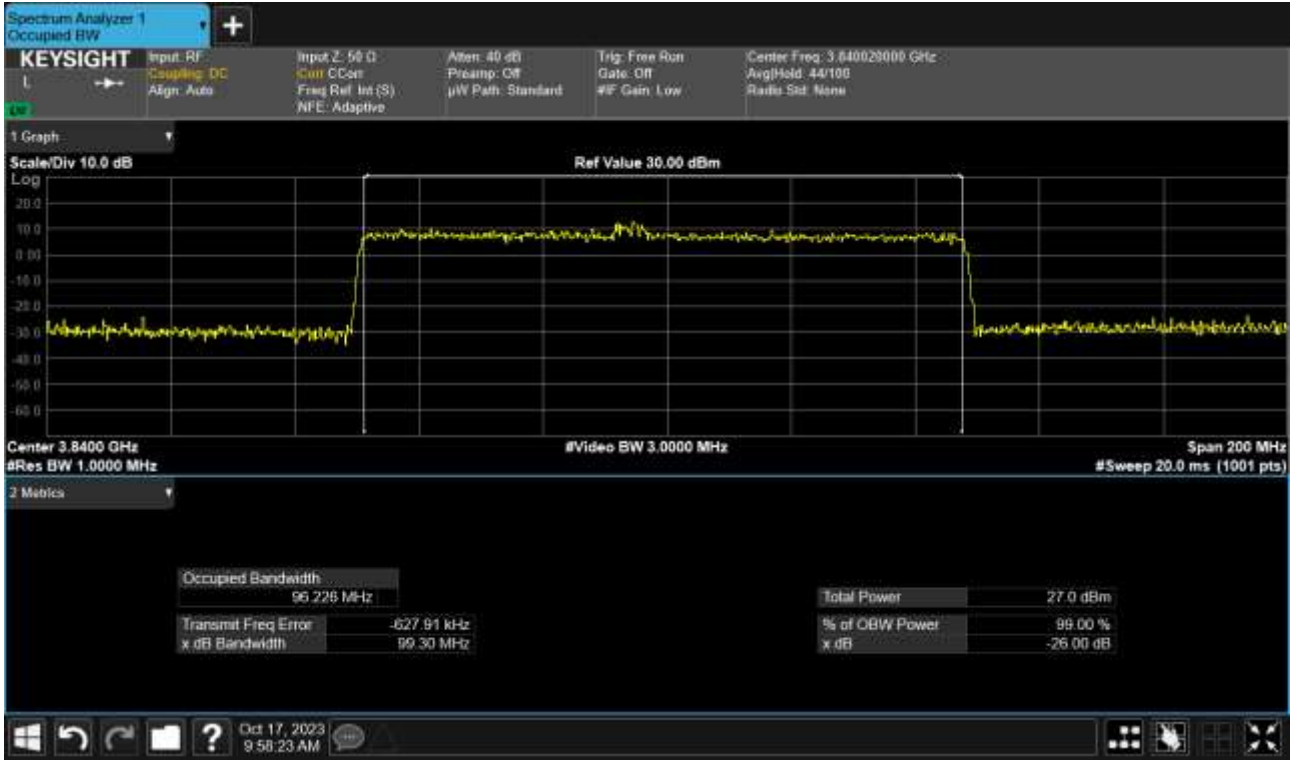 Spectrum Analyzer 1
Occupied BW
KEYSIGHT
L
Input: RF
Coupling: DC
Align: Auto
Input Z: 50 Ω
Corr CCorr
Freq Ref: Int (S)
NFE: Adaptive
Atten: 40 dB
Preamp: Off
µW Path: Standard
Trig: Free Run
Gate: Off
#IF Gain: Low
Center Freq: 3.840020000 GHz
Avg|Hold: 44/100
Radio Std: None
1 Graph
Scale/Div 10.0 dB
Ref Value 30.00 dBm
Log
20.0
10.0
0.00
-10.0
-20.0
-30.0
-40.0
-50.0
-60.0
Center 3.8400 GHz
#Video BW 3.0000 MHz
Span 200 MHz
#Res BW 1.0000 MHz
#Sweep 20.0 ms (1001 pts)
2 Metrics
Occupied Bandwidth
96.226 MHz
Total Power 27.0 dBm
Transmit Freq Error -627.91 kHz
% of OBW Power 99.00 %
x dB Bandwidth 99.30 MHz
x dB -26.00 dB
?
Oct 17, 2023
9:58:23 AM